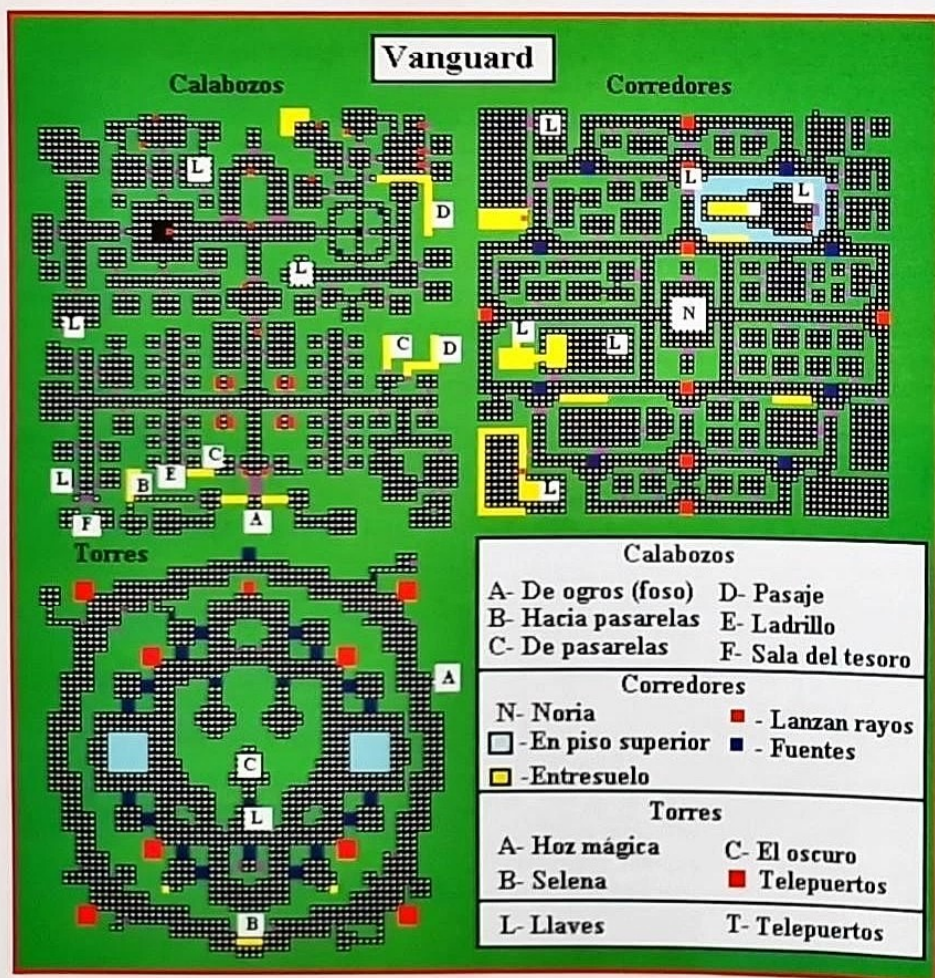 Vanguard
Calabozos
Corredores
L
L
L
L
D
L
N
L
L
L
C
D
L
C
E
B
L
L
F
A
Torres
A
C
L
B
Calabozos
A- De ogros (foso) D- Pasaje
B- Hacia pasarelas E- Ladrillo
C- De pasarelas F- Sala del tesoro
Corredores
N- Noria - Lanzan rayos
-En piso superior - Fuentes
-Entresuelo
Torres
A- Hoz mágica C- El oscuro
B- Selena Telepuertos
L- Llaves T- Telepuertos